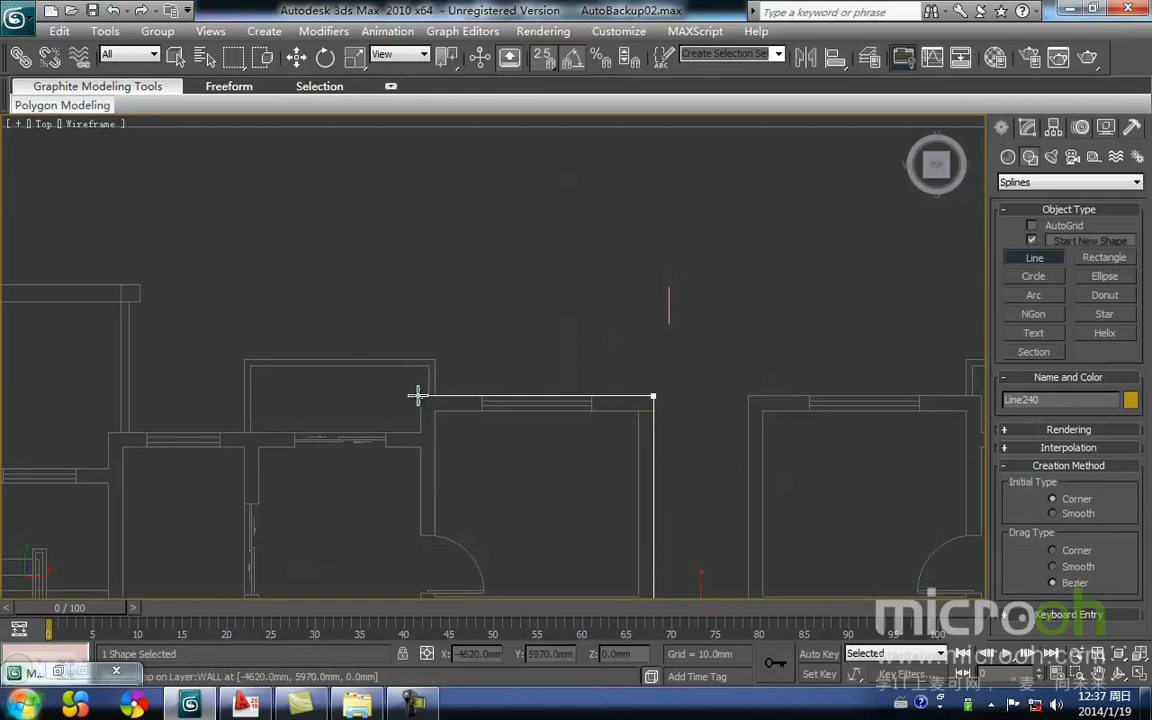 Autodesk 3ds Max 2010 x64 - Unregistered Version AutoBackup02.max
Type a keyword or phrase
Edit Tools Group Views Create Modifiers Animation Graph Editors Rendering Customize MAXScript Help
All
View
2.5
Create Selection Se
Graphite Modeling Tools Freeform Selection
Polygon Modeling
[ + ] Top [] Wireframe ]
TOP
Splines
Object Type
AutoGrid
Start New Shape
Line Rectangle
Circle Ellipse
Arc Donut
NGon Star
Text Helix
Section
Name and Color
Line240
Rendering
Interpolation
Creation Method
Initial Type
Corner
Smooth
Drag Type
Corner
Smooth
Bezier
Keyboard Entry
0 / 100
0 5 10 15 20 25 30 35 40 45 50 55 60 65 70 75 80 85 90 95 100
microoh
www.microoh.com
1 Shape Selected X: -4620.0mm Y: 5970.0mm Z: 0.0mm Grid = 10.0mm Auto Key Selected
ap on Layer:WALL at [-4620.0mm, 5970.0mm, 0.0mm] Add Time Tag Set Key Key Filters...
12:37 周日
2014/1/19